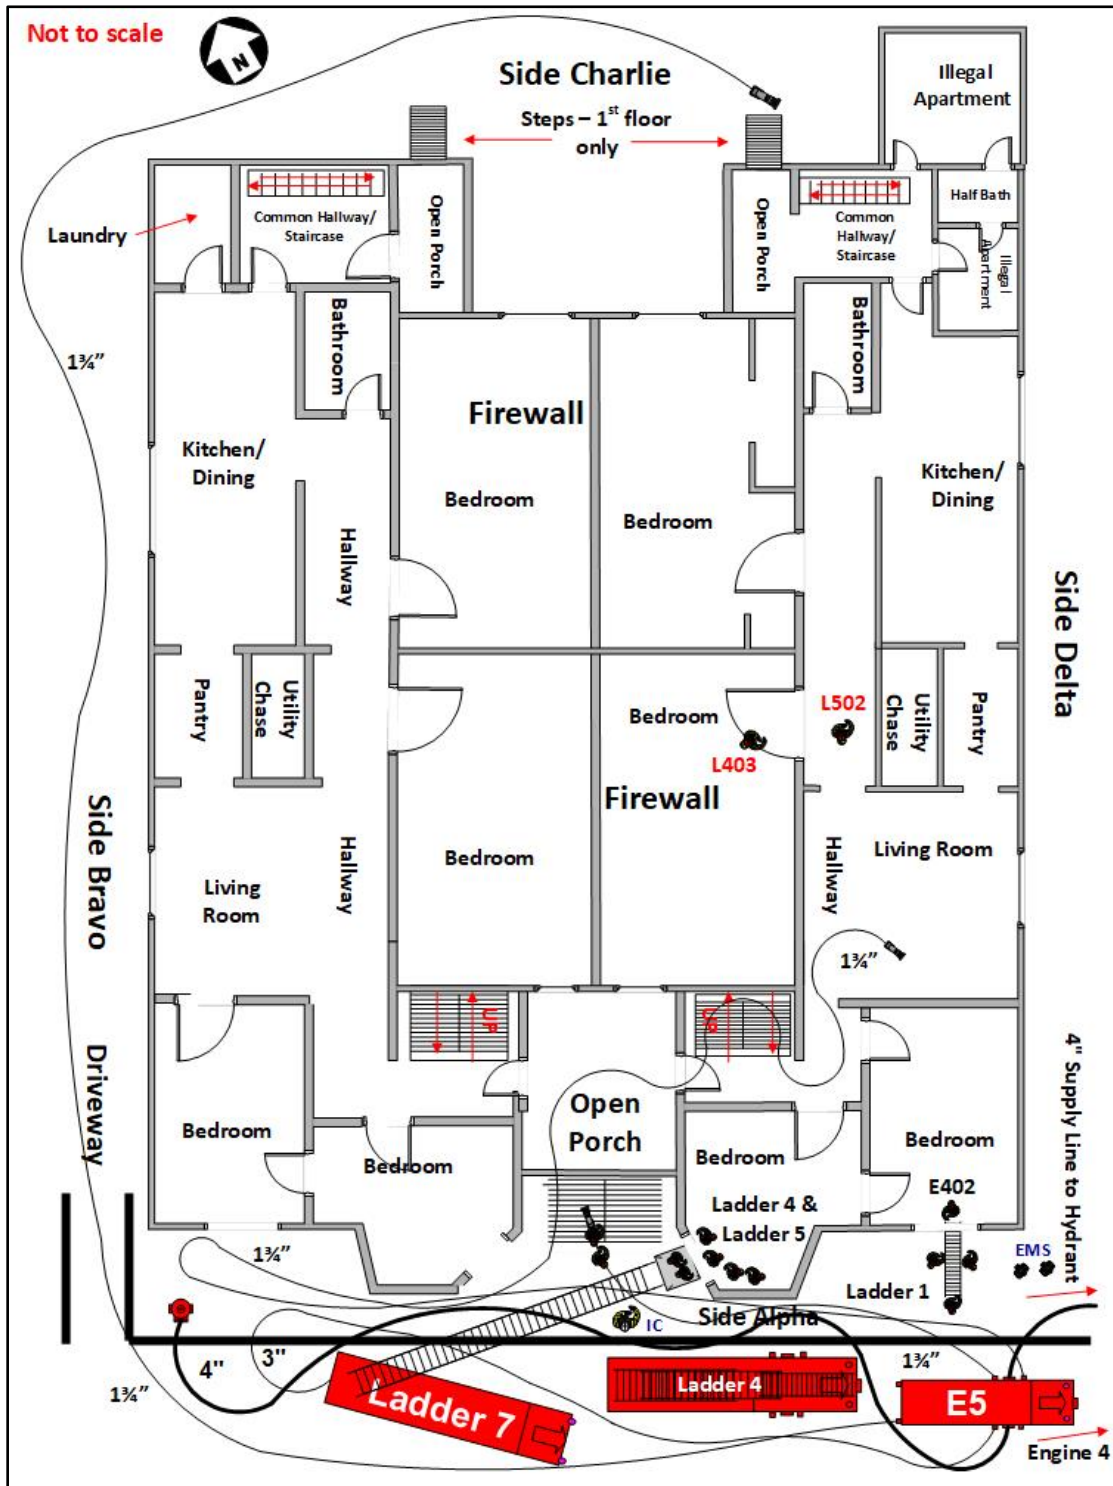 Not to scale
N
Side Charlie
Steps – 1st floor
only
Illegal
Apartment
Laundry
Common Hallway/
Staircase
Open Porch
Open Porch
Common
Hallway/
Staircase
Half Bath
Illegal
Apartment
Bathroom
Bathroom
1¾”
Firewall
Kitchen/
Dining
Bedroom
Bedroom
Kitchen/
Dining
Hallway
Side Delta
Pantry
Utility
Chase
Bedroom
L403
L502
Utility
Chase
Pantry
Firewall
Side Bravo
Living
Room
Hallway
Bedroom
Hallway
Living Room
1¾”
UP
UP
Driveway
Open
Porch
4" Supply Line to Hydrant
Bedroom
Bedroom
Bedroom
Bedroom
Ladder 4 &
Ladder 5
E402
1¾”
EMS
Ladder 1
IC
Side Alpha
4"
3"
1¾”
1¾”
Ladder 7
Ladder 4
E5
Engine 4